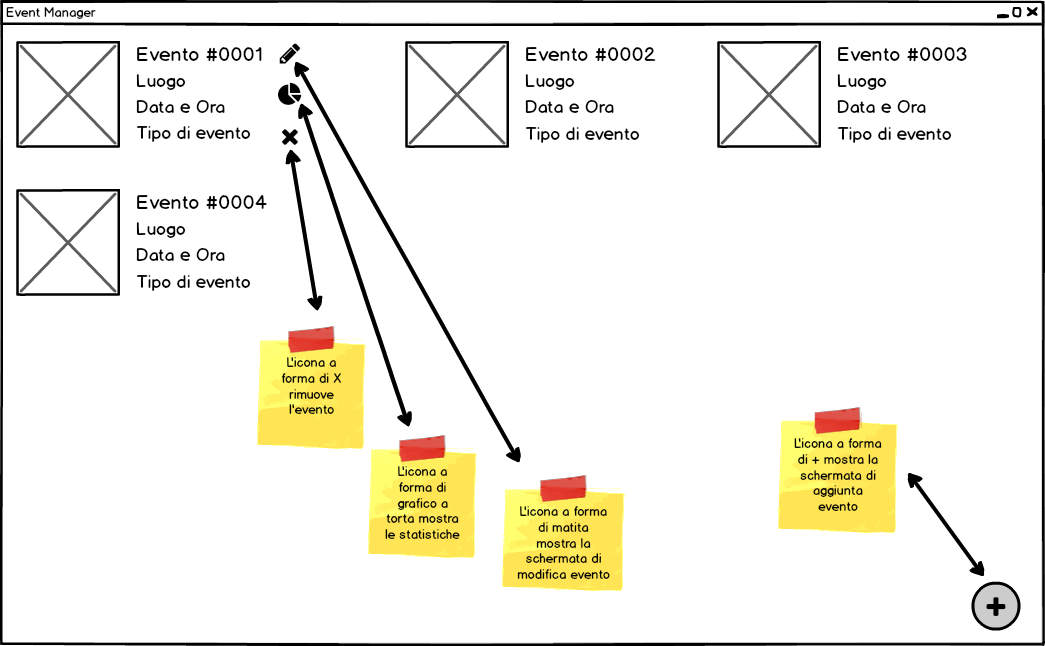 Event Manager
Evento #0001
Luogo
Data e Ora
Tipo di evento
Evento #0002
Luogo
Data e Ora
Tipo di evento
Evento #0003
Luogo
Data e Ora
Tipo di evento
Evento #0004
Luogo
Data e Ora
Tipo di evento
L'icona a
forma di X
rimuove
l'evento
L'icona a
forma di
grafico a
torta mostra
le statistiche
L'icona a forma
di matita
mostra la
schermata di
modifica evento
L'icona a forma
di + mostra la
schermata di
aggiunta
evento